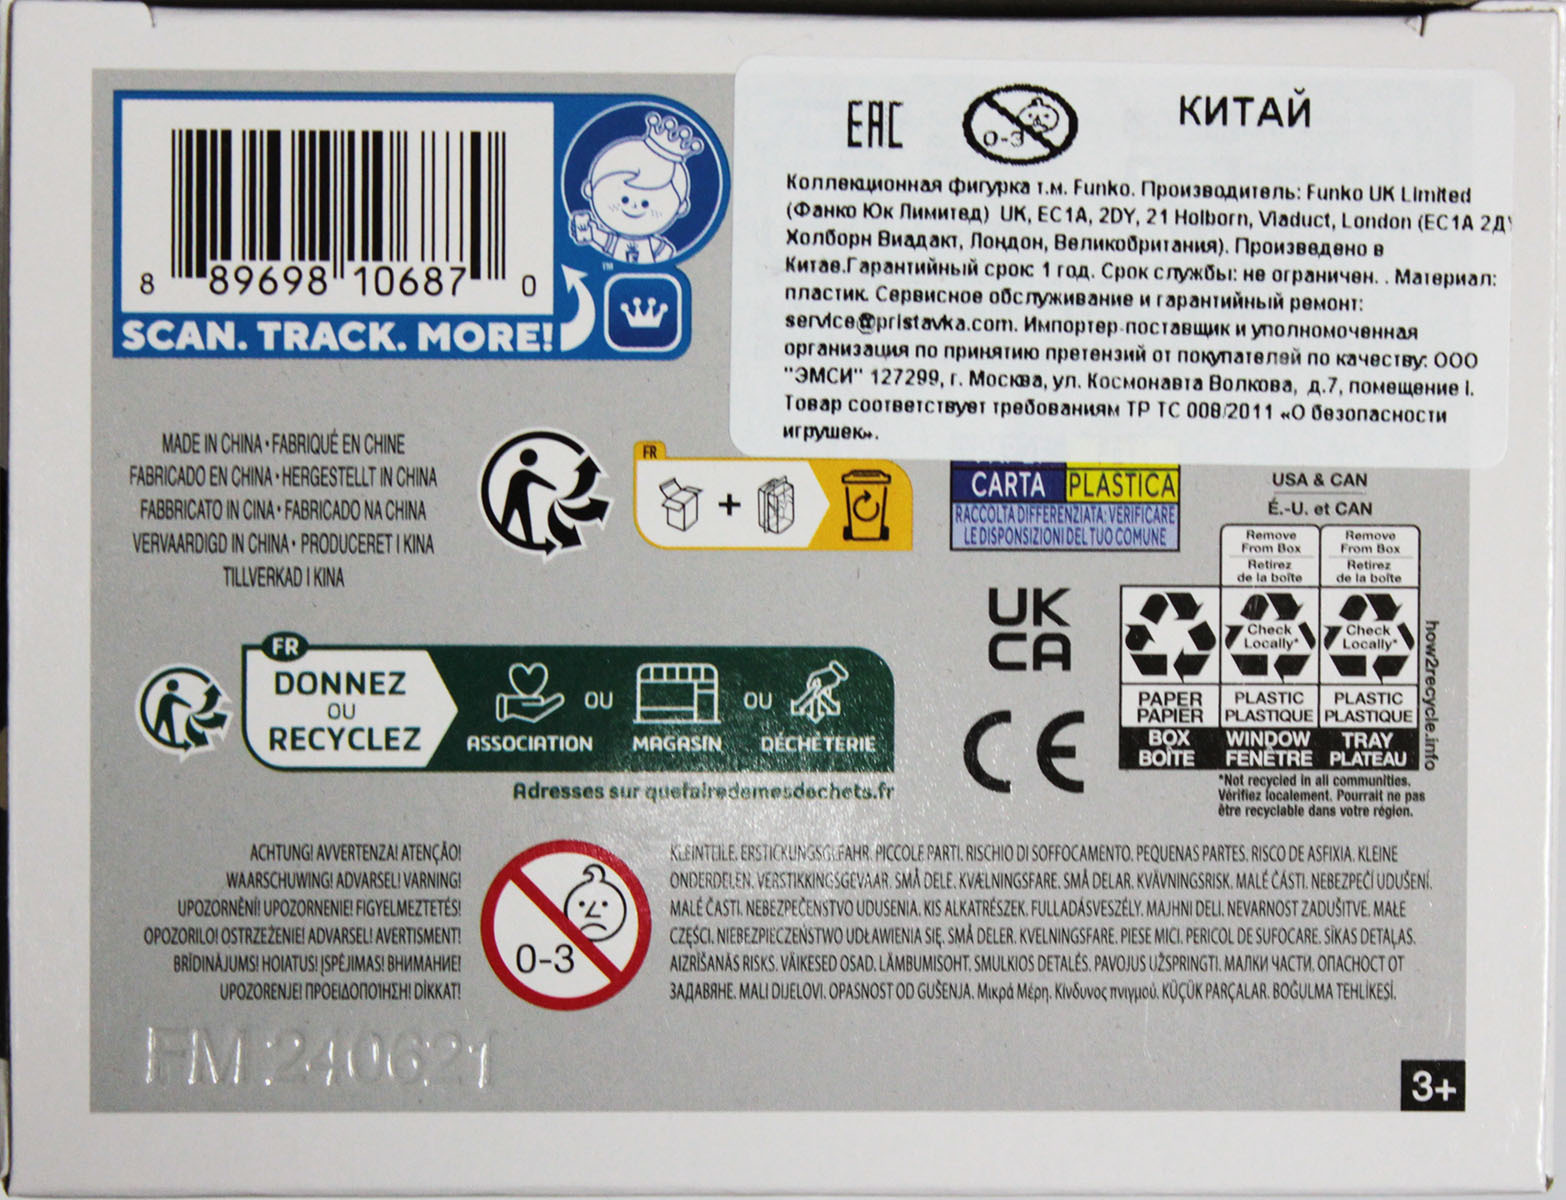 8 89698 10687 0
SCAN. TRACK. MORE!
™
EAC
0-3
КИТАЙ
Коллекционная фигурка т.м. Funko. Производитель: Funko UK Limited
(Фанко Юк Лимитед) UK, EC1A, 2DY, 21 Holborn, Viaduct, London (EC1A 2Д
Холборн Виадакт, Лондон, Великобритания). Произведено в
Китае.Гарантийный срок: 1 год. Срок службы: не ограничен. . Материал:
пластик. Сервисное обслуживание и гарантийный ремонт:
service@pristavka.com. Импортер-поставщик и уполномоченная
организация по принятию претензий от покупателей по качеству: ООО
"ЭМСИ" 127299, г. Москва, ул. Космонавта Волкова, д.7, помещение I.
Товар соответствует требованиям ТР ТС 008/2011 «О безопасности
игрушек».
MADE IN CHINA • FABRIQUÉ EN CHINE
FABRICADO EN CHINA • HERGESTELLT IN CHINA
FABBRICATO IN CINA • FABRICADO NA CHINA
VERVAARDIGD IN CHINA • PRODUCERET I KINA
TILLVERKAD I KINA
FR
+
CARTA PLASTICA
RACCOLTA DIFFERENZIATA: VERIFICARE
LE DISPOSIZIONI DEL TUO COMUNE
USA & CAN
É.-U. et CAN
Remove From Box
Retirez de la boîte
Remove From Box
Retirez de la boîte
Check Locally*
Check Locally*
PAPER PAPIER
PLASTIC PLASTIQUE
PLASTIC PLASTIQUE
BOX BOÎTE
WINDOW FENÊTRE
TRAY PLATEAU
how2recycle.info
*Not recycled in all communities.
Vérifiez localement. Pourrait ne pas
être recyclable dans votre région.
UK
CA
CE
FR
DONNEZ
OU
RECYCLEZ
ASSOCIATION OU MAGASIN OU DÉCHÈTERIE
Adresses sur quefairedemesdechets.fr
ACHTUNG! AVVERTENZA! ATENÇÃO!
WAARSCHUWING! ADVARSEL! VARNING!
UPOZORNĚNÍ! UPOZORNENIE! FIGYELMEZTETÉS!
OPOZORILO! OSTRZEŻENIE! ADVARSEL! AVERTISMENT!
BRĪDINĀJUMS! HOIATUS! ĮSPĖJIMAS! ВНИМАНИЕ!
UPOZORENJE! ΠΡΟΕΙΔΟΠΟΙΗΣΗ! DİKKAT!
0-3
KLEINTEILE. ERSTICKUNGSGEFAHR. PICCOLE PARTI. RISCHIO DI SOFFOCAMENTO. PEQUENAS PARTES. RISCO DE ASFIXIA. KLEINE
ONDERDELEN. VERSTIKKINGSGEVAAR. SMÅ DELE. KVÆLNINGSFARE. SMÅ DELAR. KVÄVNINGSRISK. MALÉ ČÁSTI. NEBEZPEČÍ UDUŠENÍ.
MALÉ ČASTI. NEBEZPEČENSTVO UDUSENIA. KIS ALKATRÉSZEK. FULLADÁSVESZÉLY. MAJHNI DELI. NEVARNOST ZADUŠITVE. MAŁE
CZĘŚCI. NIEBEZPIECZEŃSTWO UDŁAWIENIA SIĘ. SMÅ DELER. KVELNINGSFARE. PIESE MICI. PERICOL DE SUFOCARE. SĪKAS DETAĻAS.
AIZRĪŠANĀS RISKS. VÄIKESED OSAD. LÄMBUMISOHT. SMULKIOS DETALĖS. PAVOJUS UŽSPRINGTI. МАЛКИ ЧАСТИ. ОПАСНОСТ ОТ
ЗАДАВЯНЕ. MALI DIJELOVI. OPASNOST OD GUŠENJA. Μικρά Μέρη. Κίνδυνος πνιγμού. KÜÇÜK PARÇALAR. BOĞULMA TEHLİKESİ.
FM 240621
3+